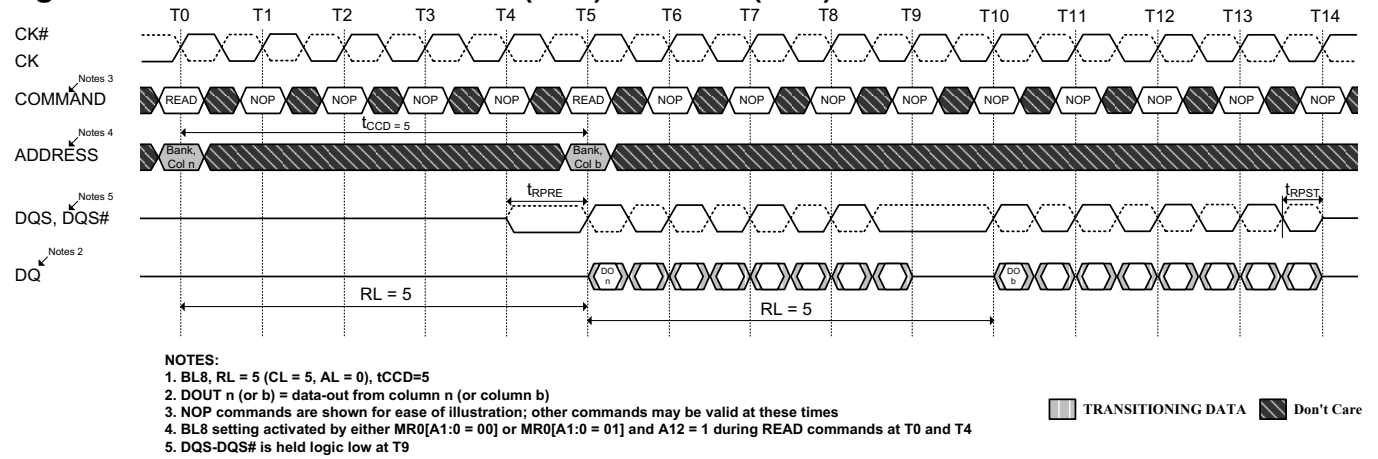 T0 T1 T2 T3 T4 T5 T6 T7 T8 T9 T10 T11 T12 T13 T14
CK#
CK
Notes 3
COMMAND READ NOP NOP NOP NOP READ NOP NOP NOP NOP NOP NOP NOP NOP NOP
tCCD = 5
Notes 4
ADDRESS
Bank, Bank,
Col n Col b
Notes 5 tRPRE tRPST
DQS, DQS#
Notes 2
DQ
DO DO
n b
RL = 5
RL = 5
NOTES:
1. BL8, RL = 5 (CL = 5, AL = 0), tCCD=5
2. DOUT n (or b) = data-out from column n (or column b)
3. NOP commands are shown for ease of illustration; other commands may be valid at these times
4. BL8 setting activated by either MR0[A1:0 = 00] or MR0[A1:0 = 01] and A12 = 1 during READ commands at T0 and T4
5. DQS-DQS# is held logic low at T9
TRANSITIONING DATA Don't Care